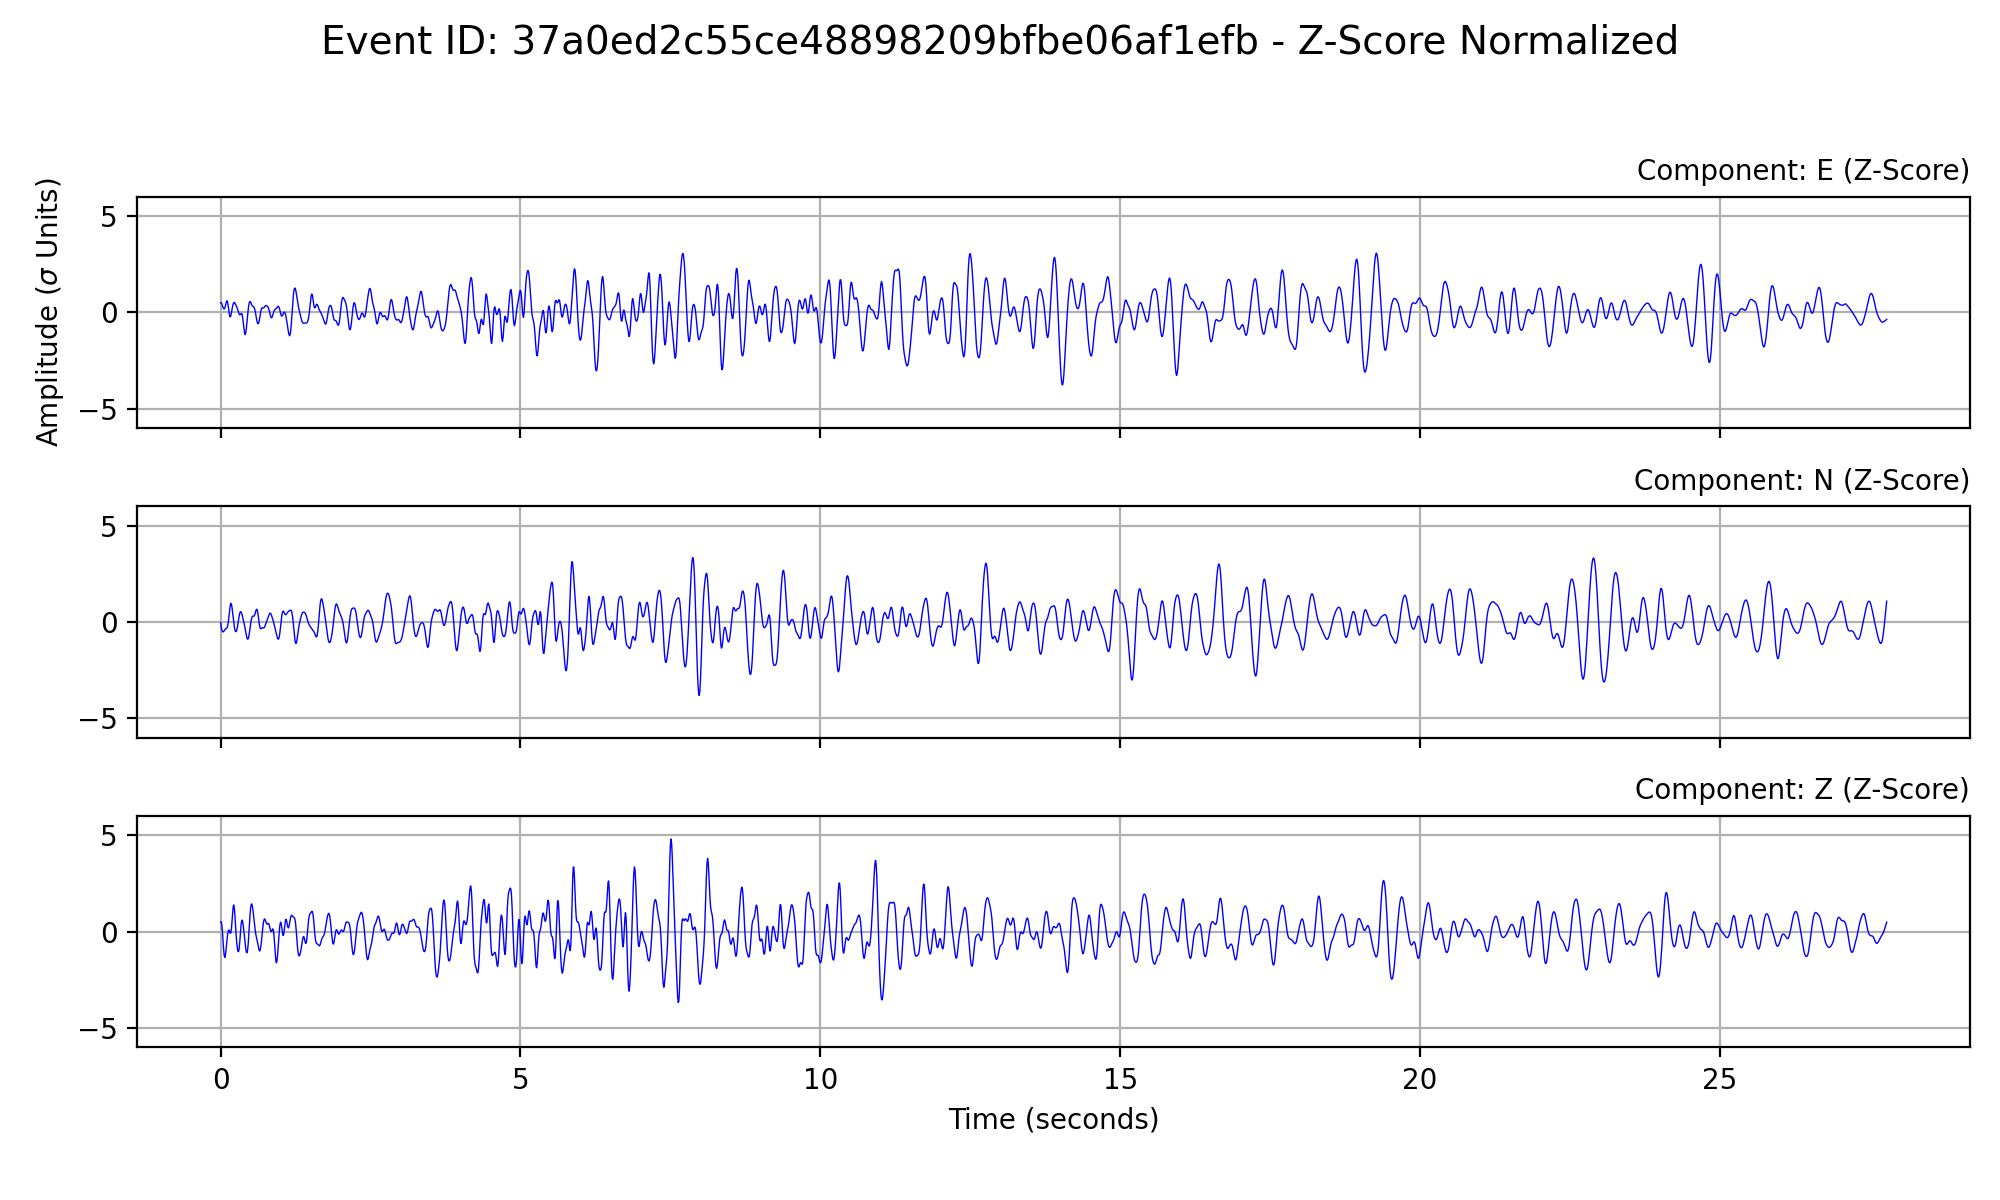 Event ID: 37a0ed2c55ce48898209bfbe06af1efb - Z-Score Normalized
Component: E (Z-Score)
Amplitude (σ Units)
5
0
−5
Component: N (Z-Score)
5
0
−5
Component: Z (Z-Score)
5
0
−5
0 5 10 15 20 25
Time (seconds)